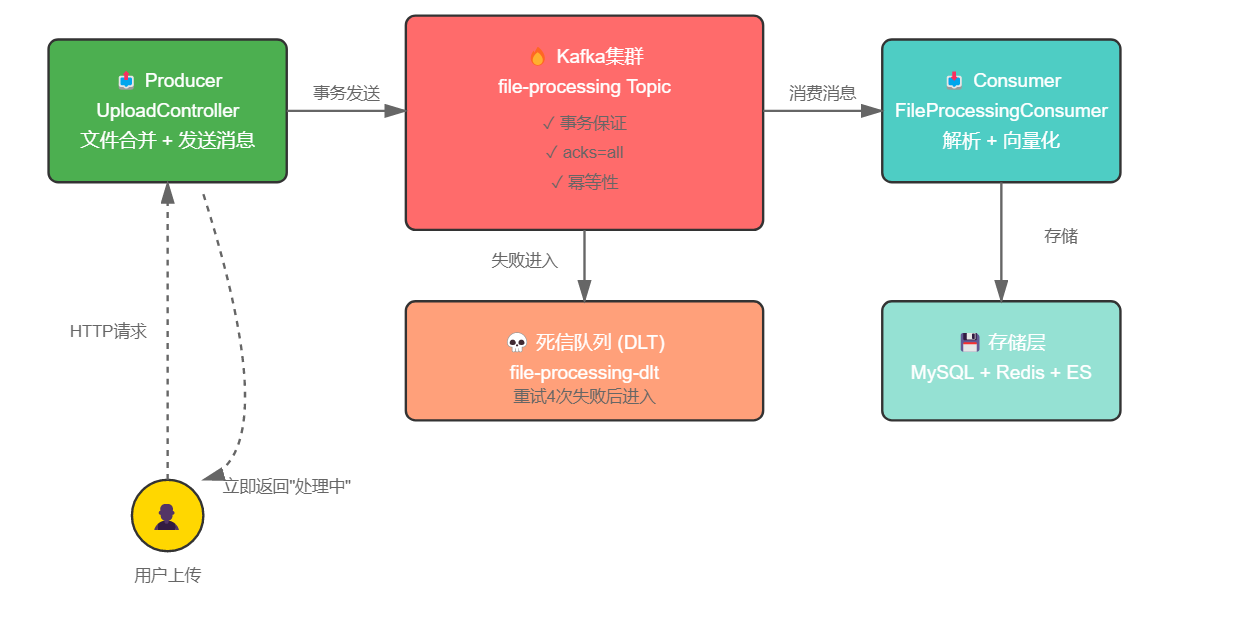 Producer
UploadController
文件合并 + 发送消息
事务发送
Kafka集群
file-processing Topic
✓ 事务保证
✓ acks=all
✓ 幂等性
消费消息
Consumer
FileProcessingConsumer
解析 + 向量化
失败进入
存储
HTTP请求
死信队列 (DLT)
file-processing-dlt
重试4次失败后进入
存储层
MySQL + Redis + ES
立即返回"处理中"
用户上传